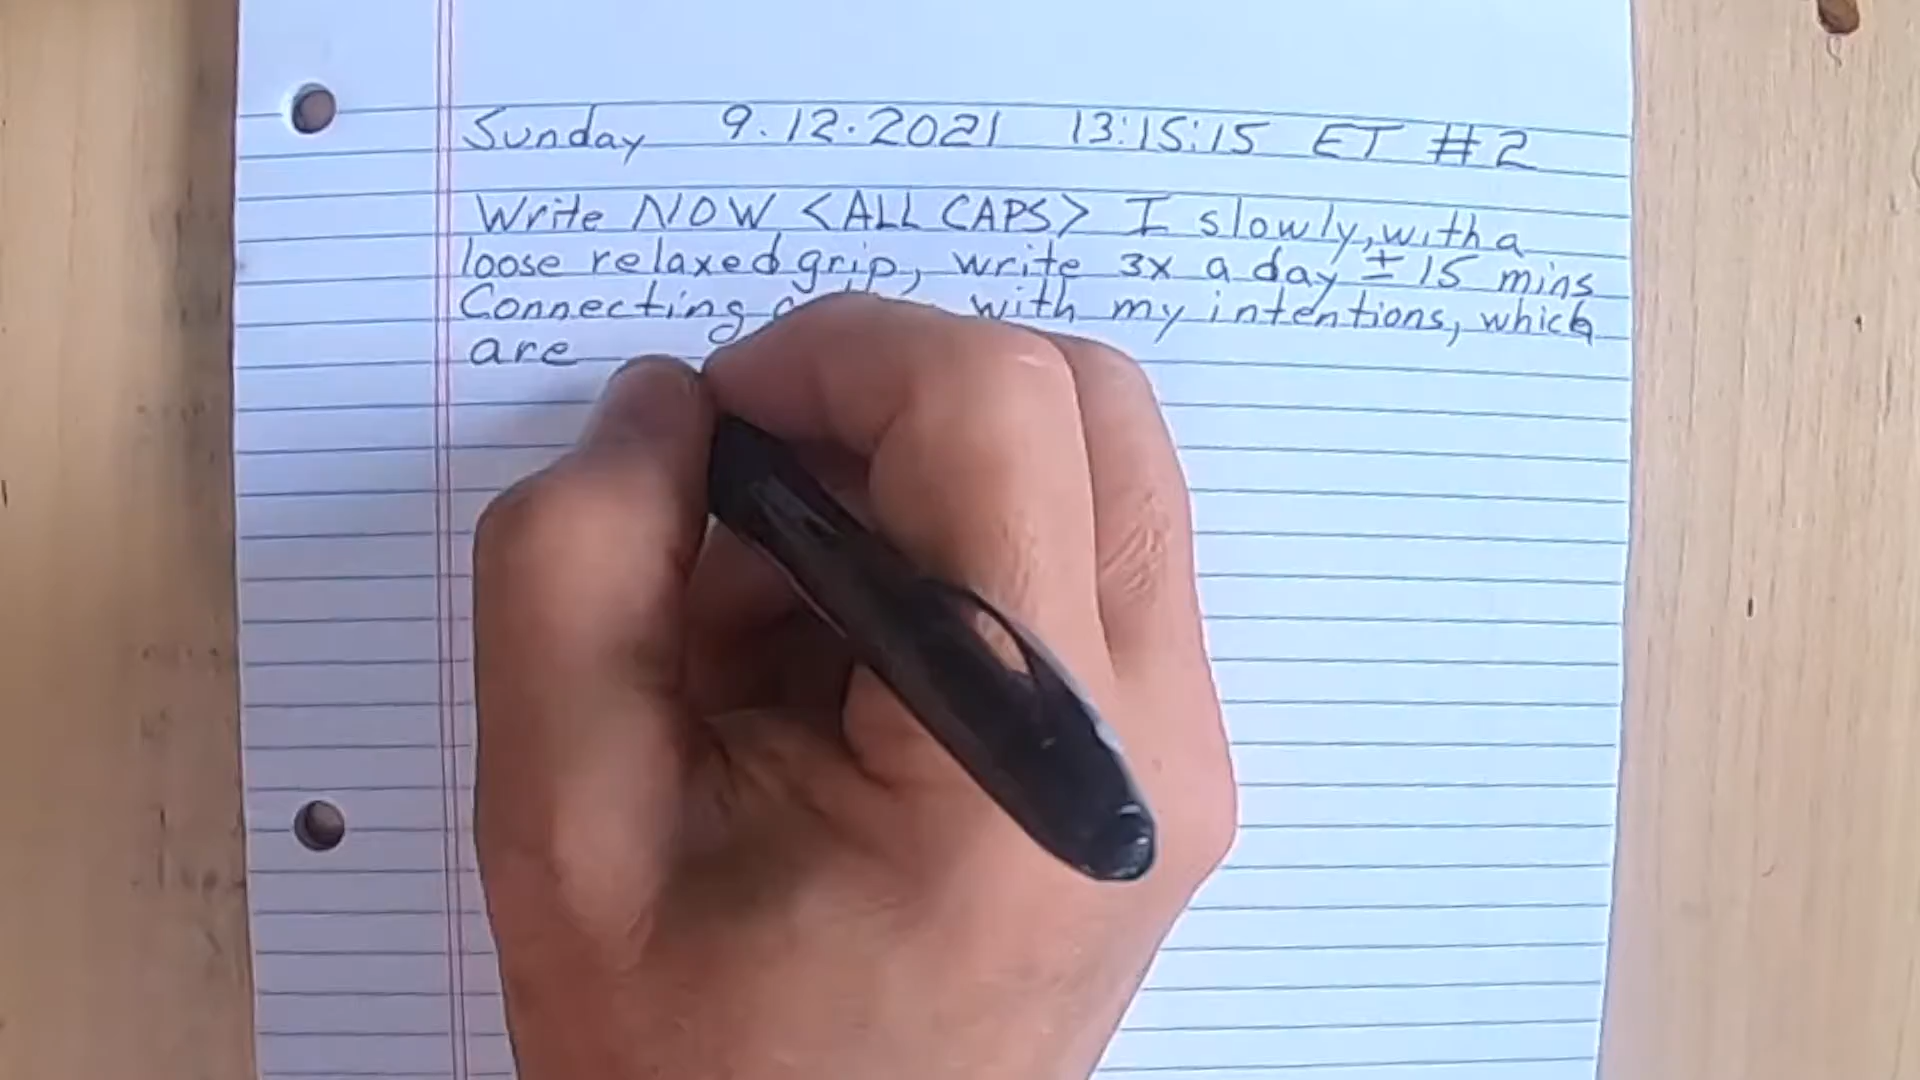 Sunday 9.12.2021 13:15:15 ET #2
Write NOW <ALL CAPS> I slowly, with a
loose relaxed grip, write 3x a day ± 15 mins
Connecting with my intentions, which
are